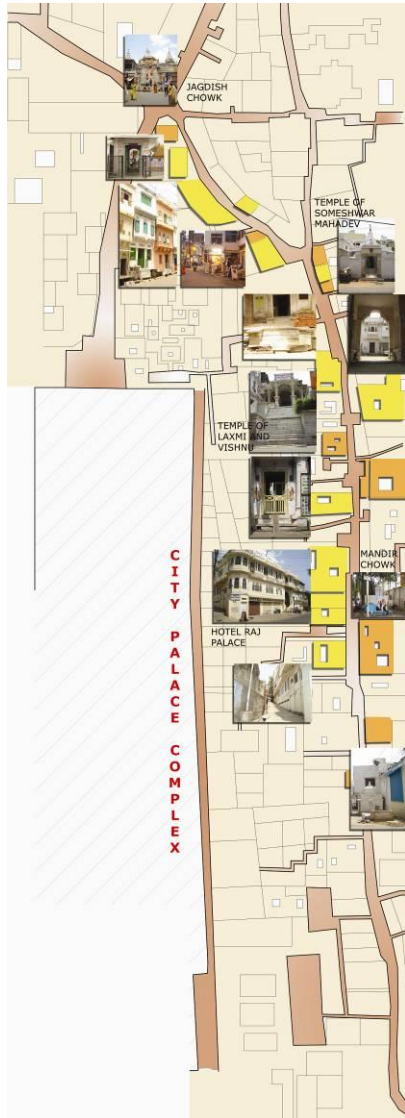 JAGDISH
CHOWK
TEMPLE OF
SOMESHWAR
MAHADEV
TEMPLE OF
LAXMI AND
VISHNU
CITY PALACE COMPLEX
MANDIR
CHOWK
HOTEL RAJ
PALACE